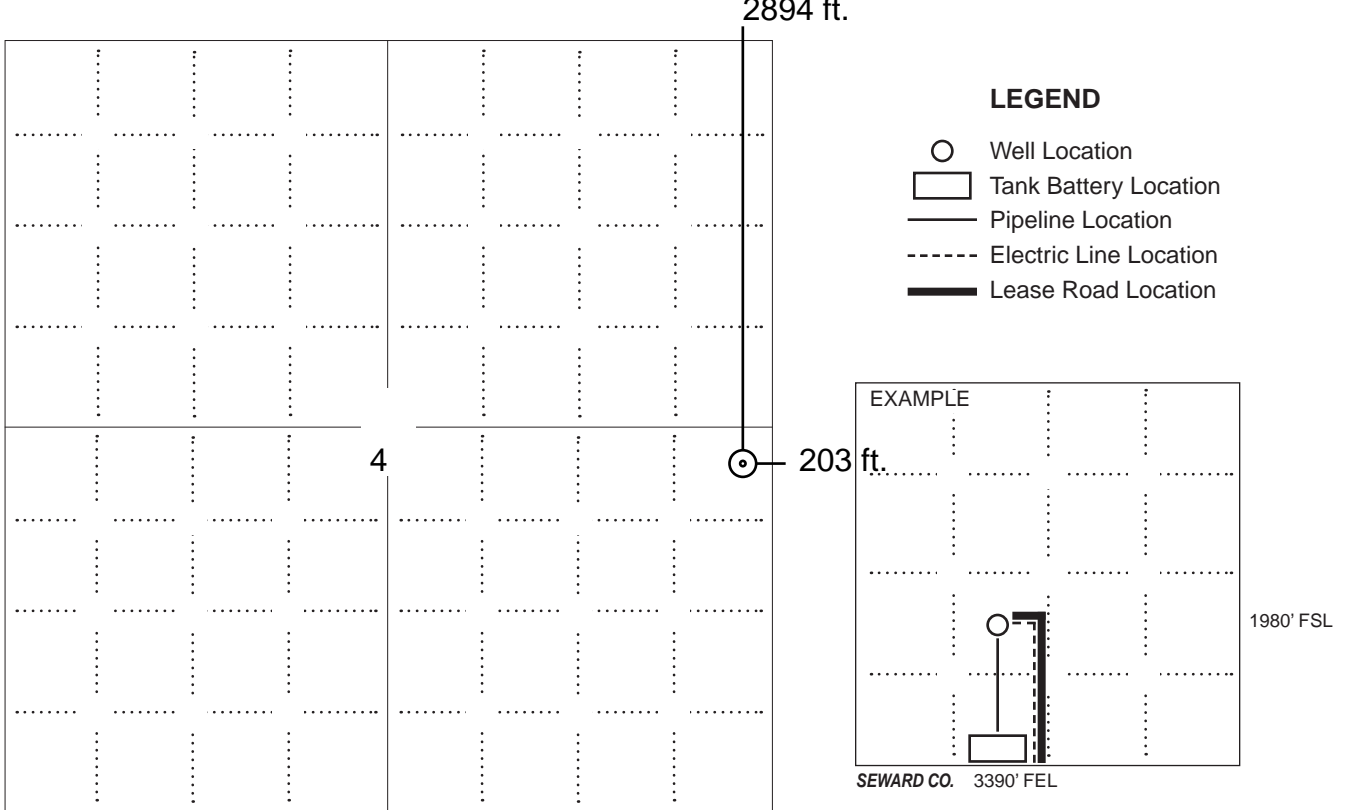 2894 ft.
LEGEND
Well Location
Tank Battery Location
Pipeline Location
Electric Line Location
Lease Road Location
EXAMPLE
4
203 ft.
1980' FSL
SEWARD CO. 3390' FEL